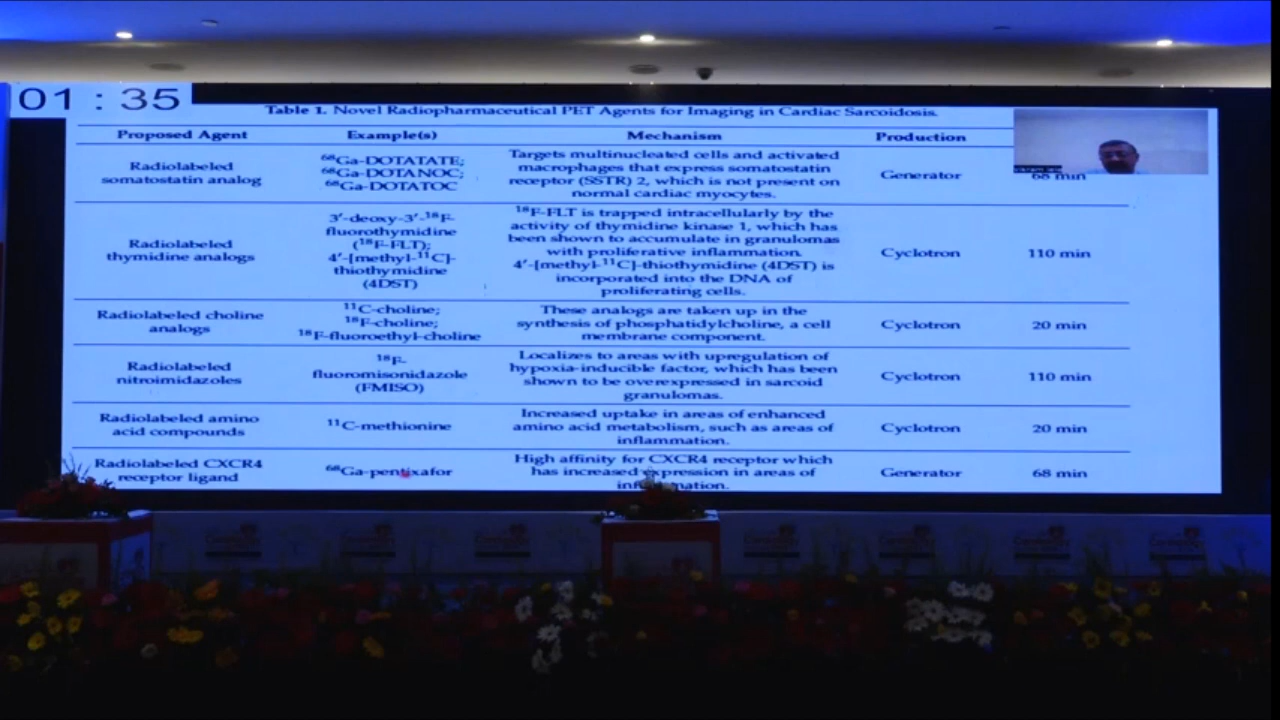 01 : 35
Table 1. Novel Radiopharmaceutical PET Agents for Imaging in Cardiac Sarcoidosis.
Proposed Agent Example(s) Mechanism Production
Radiolabeled
somatostatin analog
⁶⁸Ga-DOTATATE;
⁶⁸Ga-DOTANOC;
⁶⁸Ga-DOTATOC
Targets multinucleated cells and activated
macrophages that express somatostatin
receptor (SSTR) 2, which is not present on
normal cardiac myocytes.
Generator
68 min
Radiolabeled
thymidine analogs
3′-deoxy-3′-¹⁸F-
fluorothymidine
(¹⁸F-FLT);
4′-[methyl-¹¹C]-
thiothymidine
(4DST)
¹⁸F-FLT is trapped intracellularly by the
activity of thymidine kinase 1, which has
been shown to accumulate in granulomas
with proliferative inflammation.
4′-[methyl-¹¹C]-thiothymidine (4DST) is
incorporated into the DNA of
proliferating cells.
Cyclotron
110 min
Radiolabeled choline
analogs
¹¹C-choline;
¹⁸F-choline;
¹⁸F-fluoroethyl-choline
These analogs are taken up in the
synthesis of phosphatidylcholine, a cell
membrane component.
Cyclotron
20 min
Radiolabeled
nitroimidazoles
¹⁸F-
fluoromisonidazole
(FMISO)
Localizes to areas with upregulation of
hypoxia-inducible factor, which has been
shown to be overexpressed in sarcoid
granulomas.
Cyclotron
110 min
Radiolabeled amino
acid compounds
¹¹C-methionine
Increased uptake in areas of enhanced
amino acid metabolism, such as areas of
inflammation.
Cyclotron
20 min
Radiolabeled CXCR4
receptor ligand
⁶⁸Ga-pentixafor
High affinity for CXCR4 receptor which
has increased expression in areas of
inflammation.
Generator
68 min